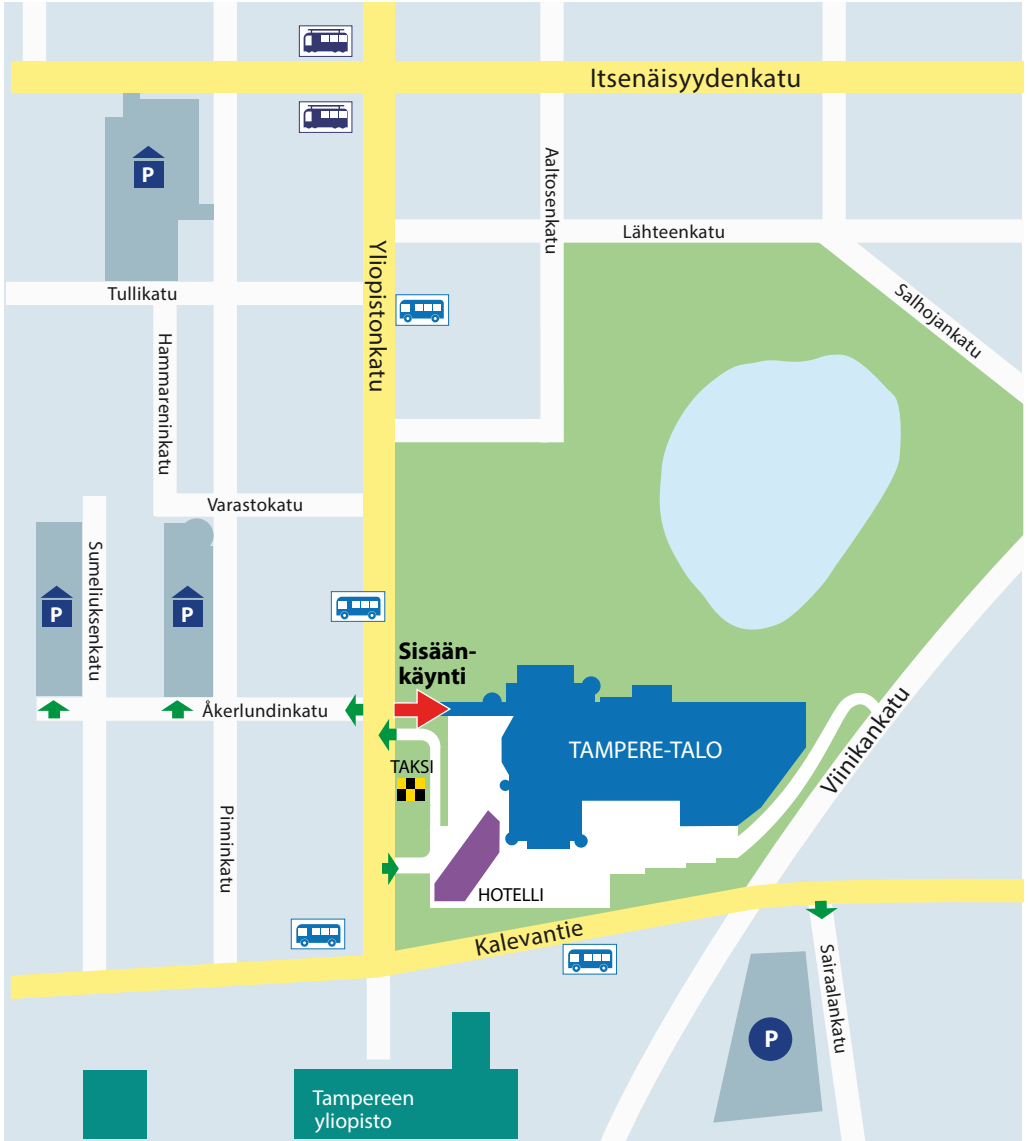 Itsenäisyydenkatu
P
Aaltosenkatu
Lähteenkatu
Yliopistonkatu
Tullikatu
Salhojankatu
Hammareninkatu
Varastokatu
Sumeliuksenkatu
P
P
Sisään-
käynti
Åkerlundinkatu
TAMPERE-TALO
TAKSI
Viinikankatu
Pinninkatu
HOTELLI
Kalevantie
Sairaalankatu
P
Tampereen
yliopisto